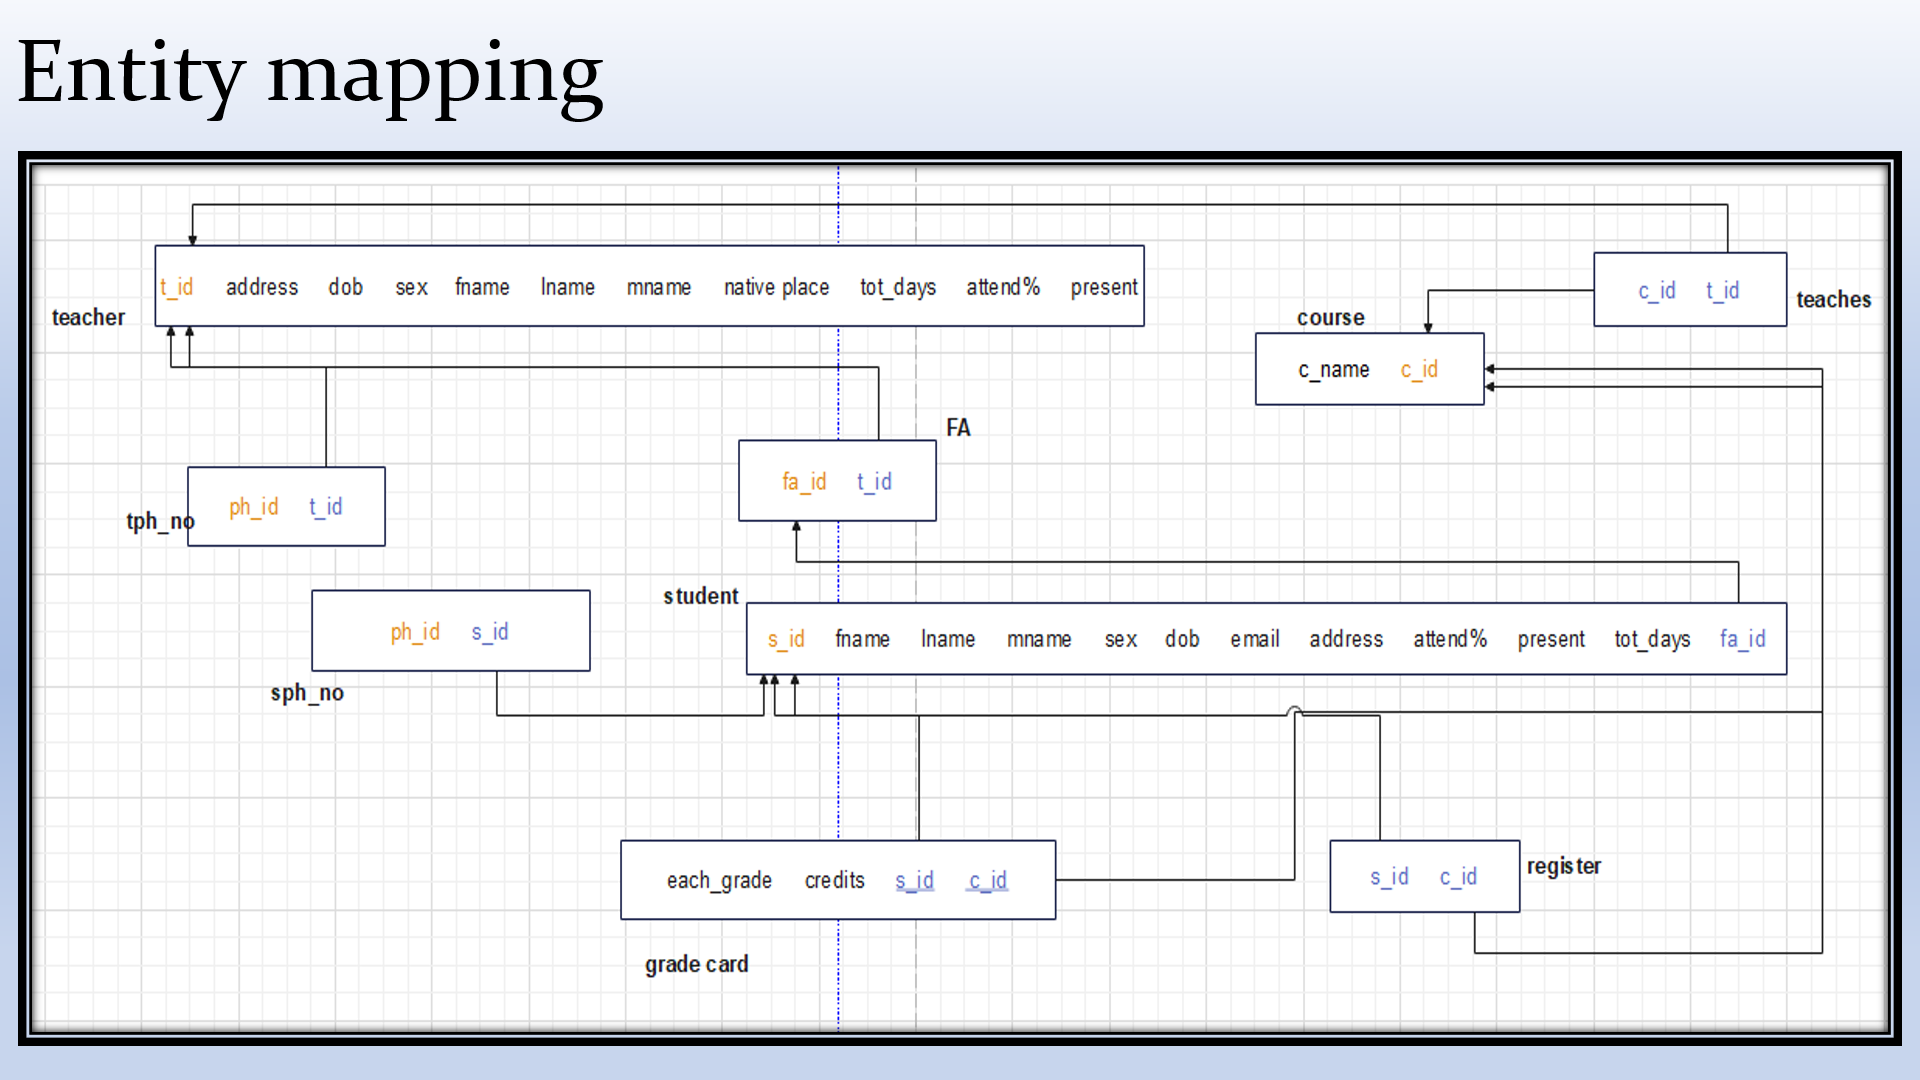 Entity mapping
t_id address dob sex fname lname mname native place tot_days attend% present
teacher
c_id t_id
teaches
course
c_name c_id
FA
fa_id t_id
ph_id t_id
tph_no
student
s_id fname lname mname sex dob email address attend% present tot_days fa_id
ph_id s_id
sph_no
each_grade credits s_id c_id
grade card
s_id c_id
register